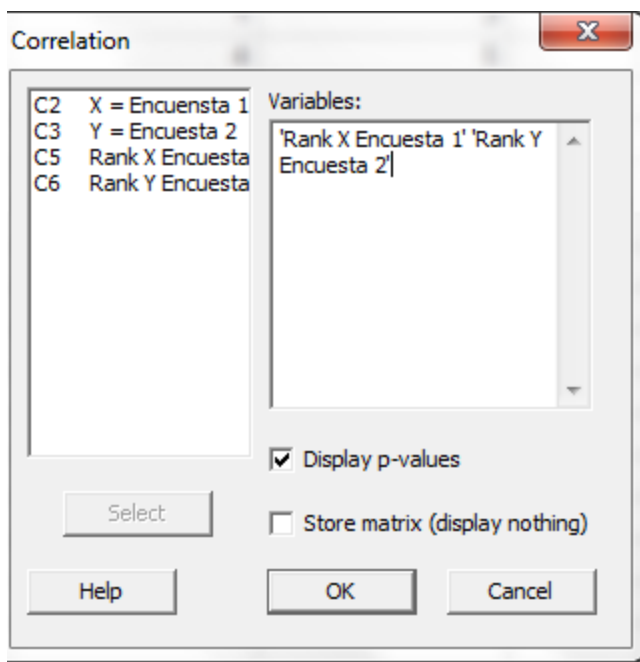 Correlation
C2 X = Encuensta 1
C3 Y = Encuesta 2
C5 Rank X Encuesta
C6 Rank Y Encuesta
Variables:
'Rank X Encuesta 1' 'Rank Y
Encuesta 2'
Display p-values
Select
Store matrix (display nothing)
Help
OK
Cancel